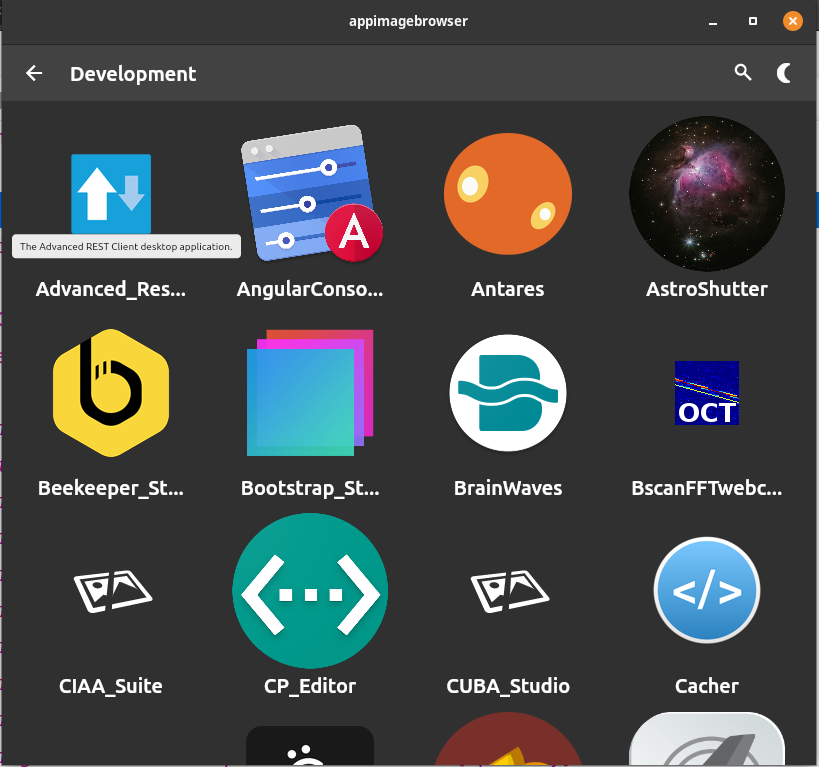 appimagebrowser
Development
A
The Advanced REST Client desktop application.
Advanced_Res...
AngularConso...
Antares
AstroShutter
b
B
OCT
Beekeeper_St...
Bootstrap_St...
BrainWaves
BscanFFTwebc...
</>
CIAA_Suite
CP_Editor
CUBA_Studio
Cacher